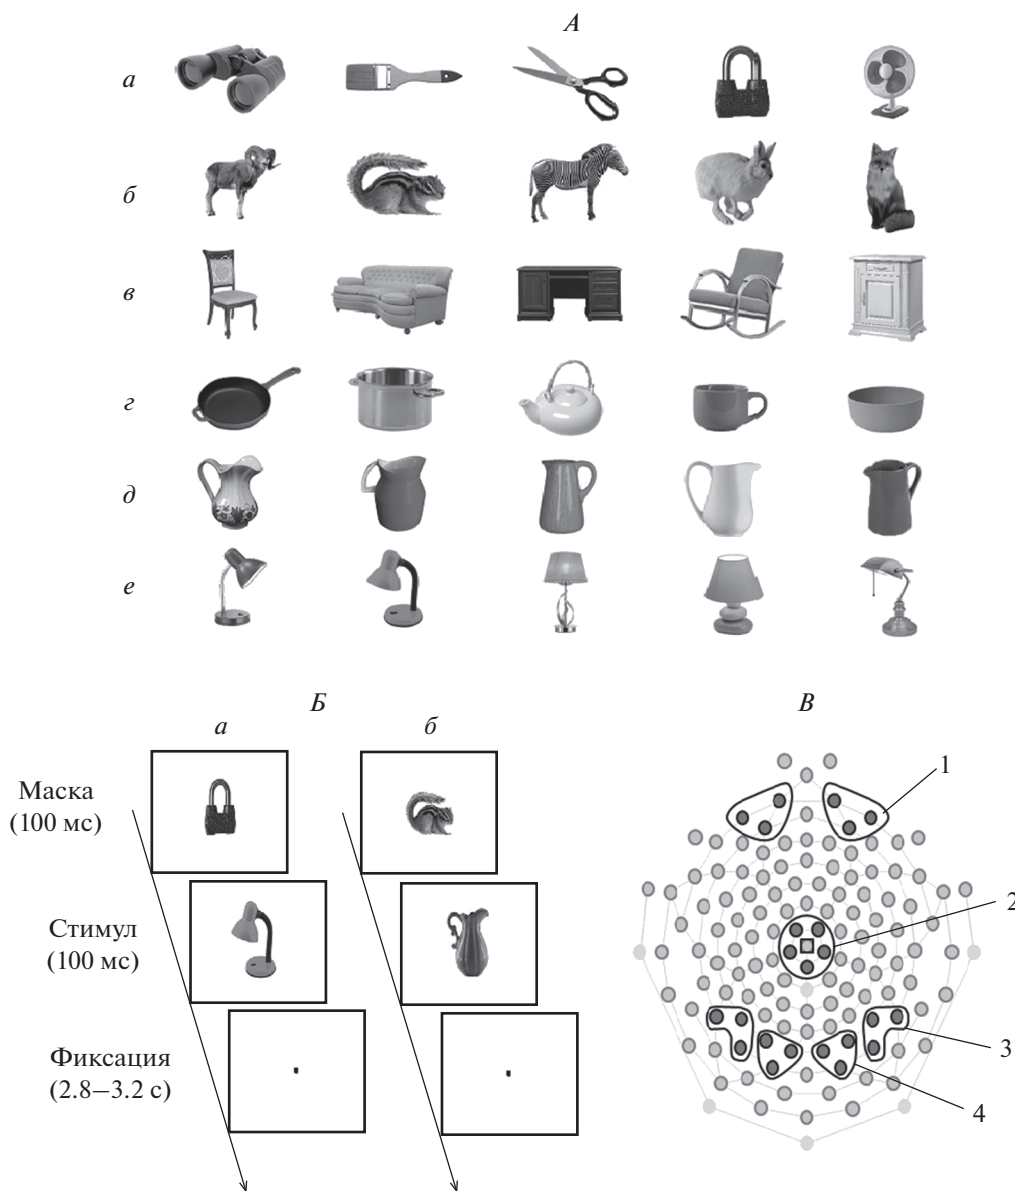 А
а
б
в
г
д
е
Б
В
а
б
Маска
(100 мс)
Стимул
(100 мс)
Фиксация
(2.8–3.2 с)
1
2
3
4